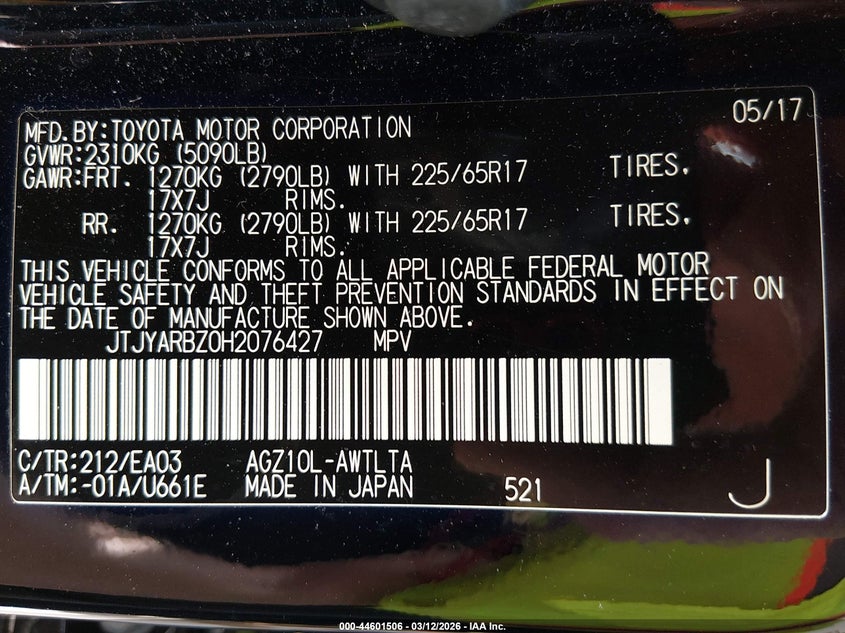 05/17
MFD.BY:TOYOTA MOTOR CORPORATION
GVWR:2310KG (5090LB)
GAWR:FRT. 1270KG (2790LB) WITH 225/65R17 TIRES.
17X7J RIMS.
RR. 1270KG (2790LB) WITH 225/65R17 TIRES.
17X7J RIMS.
THIS VEHICLE CONFORMS TO ALL APPLICABLE FEDERAL MOTOR
VEHICLE SAFETY AND THEFT PREVENTION STANDARDS IN EFFECT ON
THE DATE OF MANUFACTURE SHOWN ABOVE.
JTJYARBZ0H2076427 MPV
C/TR:212/EA03 AGZ10L-AWTLTA
A/TM:-01A/U661E MADE IN JAPAN 521 J
000-44601506 - 03/12/2026 - IAA Inc.